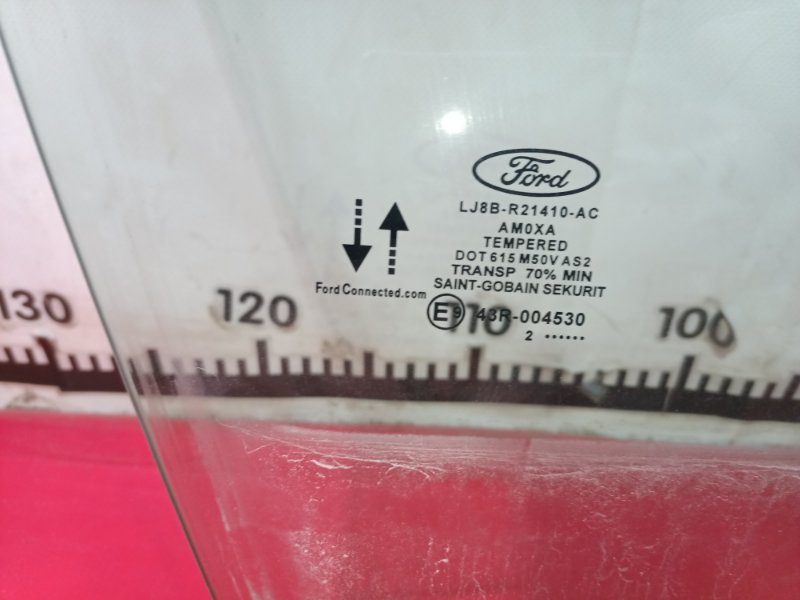 Ford
LJ8B-R21410-AC
AM0XA
TEMPERED
DOT 615 M50V AS2
TRANSP 70% MIN
SAINT-GOBAIN SEKURIT
FordConnected.com
E9 43R-004530
2 ......
130 120 110 100